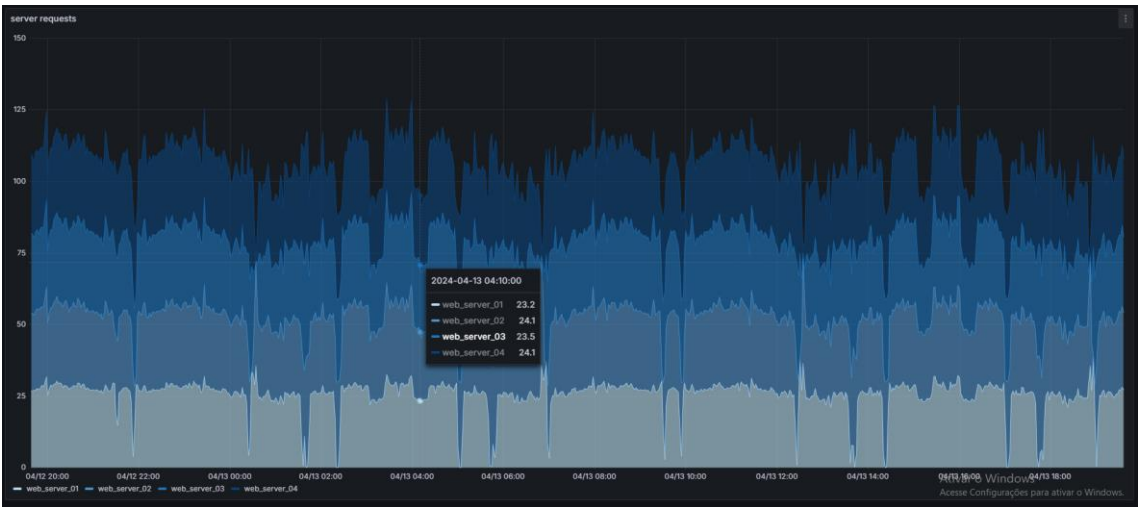 server requests
150
125
100
75
50
25
0
2024-04-13 04:10:00
web_server_01 23.2
web_server_02 24.1
web_server_03 23.5
web_server_04 24.1
04/12 20:00 04/12 22:00 04/13 00:00 04/13 02:00 04/13 04:00 04/13 06:00 04/13 08:00 04/13 10:00 04/13 12:00 04/13 14:00 04/13 16:00 04/13 18:00
web_server_01 web_server_02 web_server_03 web_server_04
Ativar o Windows
Acesse Configurações para ativar o Windows.